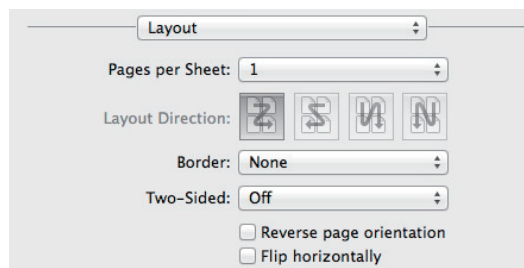 Layout
Pages per Sheet: 1
Layout Direction:
Border: None
Two-Sided: Off
Reverse page orientation
Flip horizontally